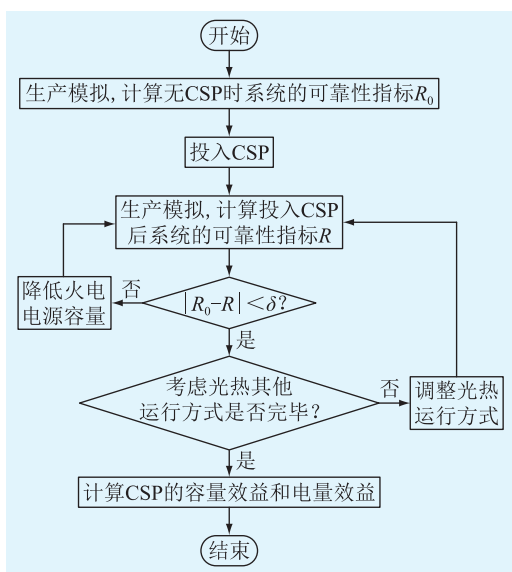 开始
生产模拟,计算无CSP时系统的可靠性指标R₀
投入CSP
生产模拟,计算投入CSP
后系统的可靠性指标R
降低火电
电源容量
否
|R₀-R|<δ?
是
考虑光热其他
运行方式是否完毕?
否
调整光热
运行方式
是
计算CSP的容量效益和电量效益
结束